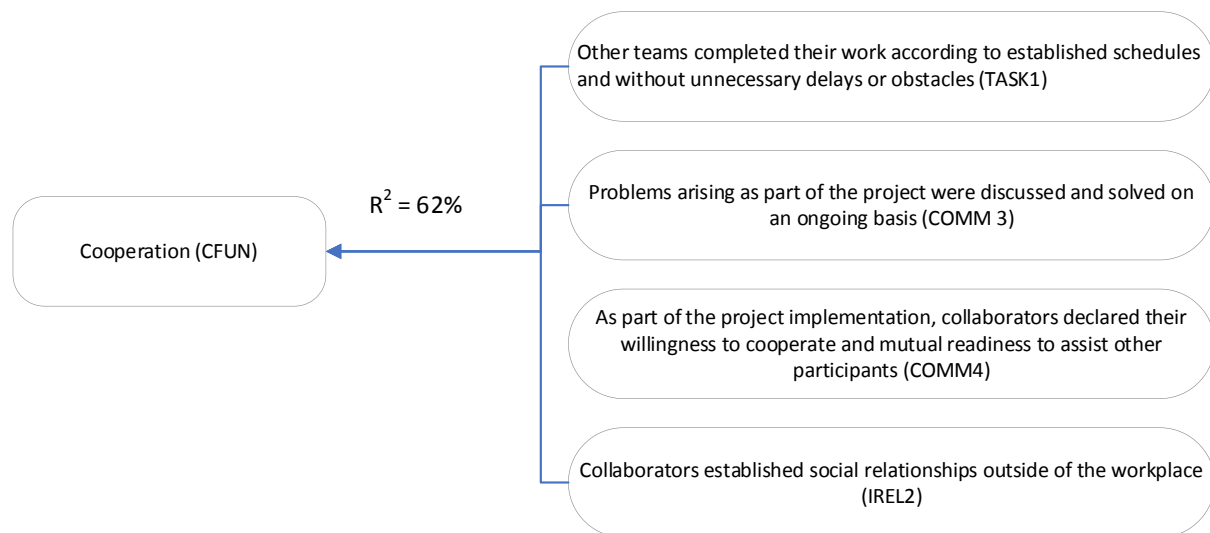 Other teams completed their work according to established schedules
and without unnecessary delays or obstacles (TASK1)
Problems arising as part of the project were discussed and solved on
an ongoing basis (COMM 3)
R² = 62%
Cooperation (CFUN)
As part of the project implementation, collaborators declared their
willingness to cooperate and mutual readiness to assist other
participants (COMM4)
Collaborators established social relationships outside of the workplace
(IREL2)